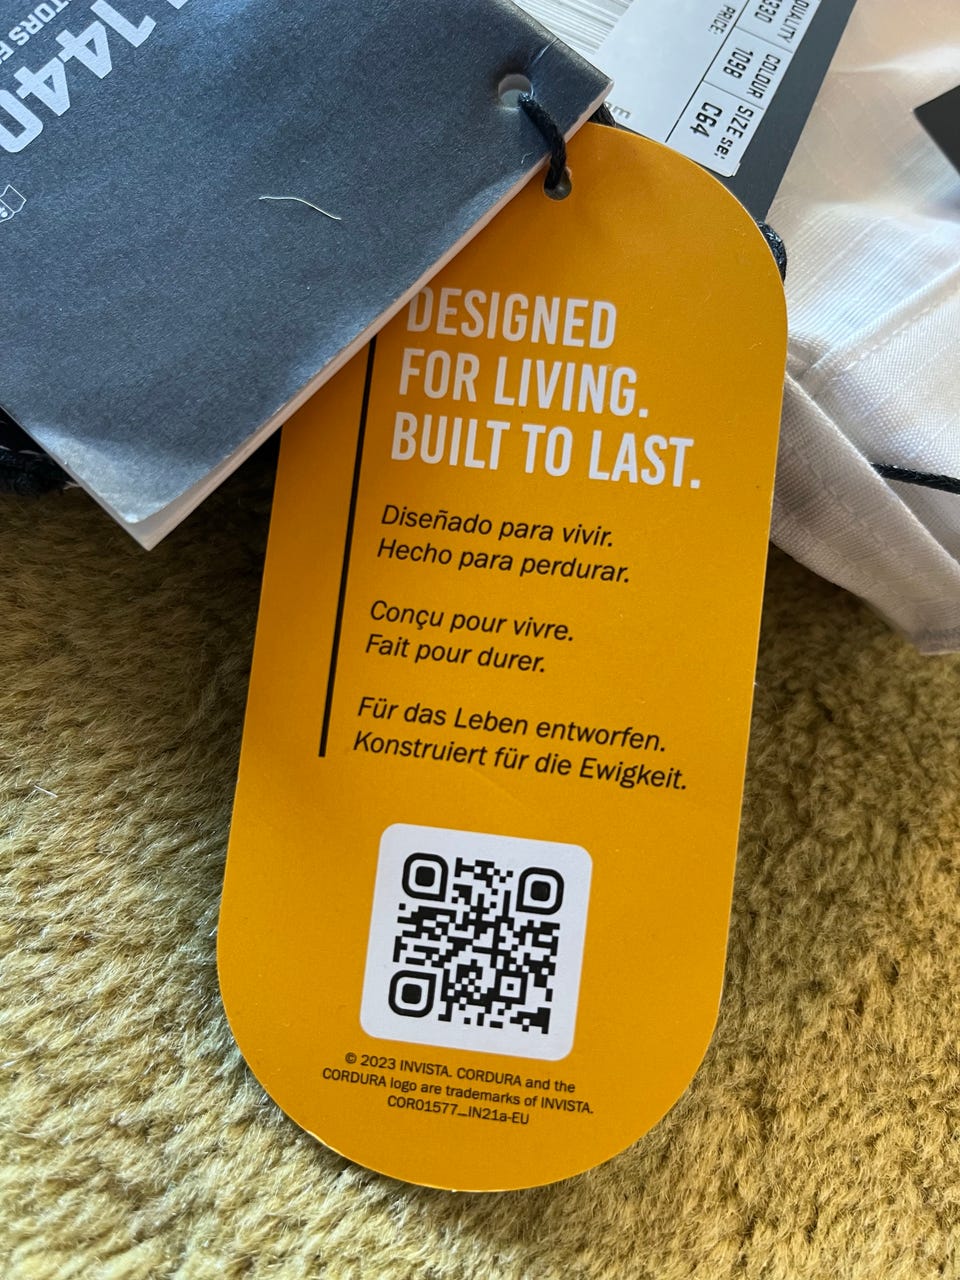 1440
TORS
QUALITY
COLOUR
SIZE
PRICE:
1098
C64
DESIGNED
FOR LIVING.
BUILT TO LAST.
Diseñado para vivir.
Hecho para perdurar.
Conçu pour vivre.
Fait pour durer.
Für das Leben entworfen.
Konstruiert für die Ewigkeit.
© 2023 INVISTA. CORDURA and the
CORDURA logo are trademarks of INVISTA.
COR01577_IN21a-EU